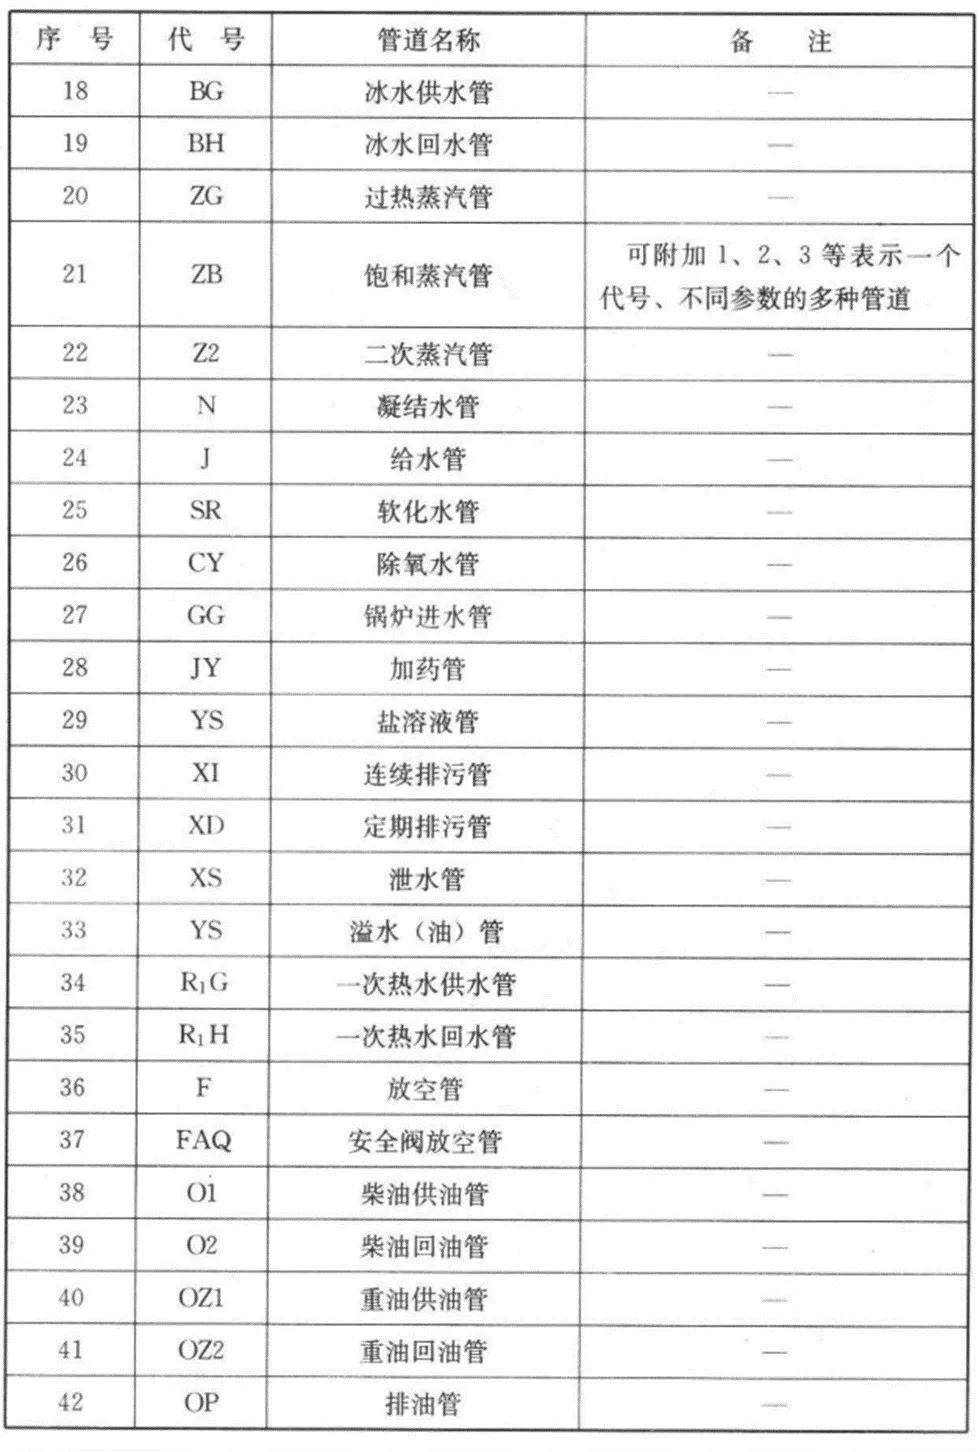 序 号 代 号 管道名称 备 注
18 BG 冰水供水管 —
19 BH 冰水回水管 —
20 ZG 过热蒸汽管 —
21 ZB 饱和蒸汽管 可附加 1、2、3 等表示一个
代号、不同参数的多种管道
22 Z2 二次蒸汽管 —
23 N 凝结水管 —
24 J 给水管 —
25 SR 软化水管 —
26 CY 除氧水管 —
27 GG 锅炉进水管 —
28 JY 加药管 —
29 YS 盐溶液管 —
30 XI 连续排污管 —
31 XD 定期排污管 —
32 XS 泄水管 —
33 YS 溢水（油）管 —
34 R₁G 一次热水供水管 —
35 R₁H 一次热水回水管 —
36 F 放空管 —
37 FAQ 安全阀放空管 —
38 O1 柴油供油管 —
39 O2 柴油回油管 —
40 OZ1 重油供油管 —
41 OZ2 重油回油管 —
42 OP 排油管 —